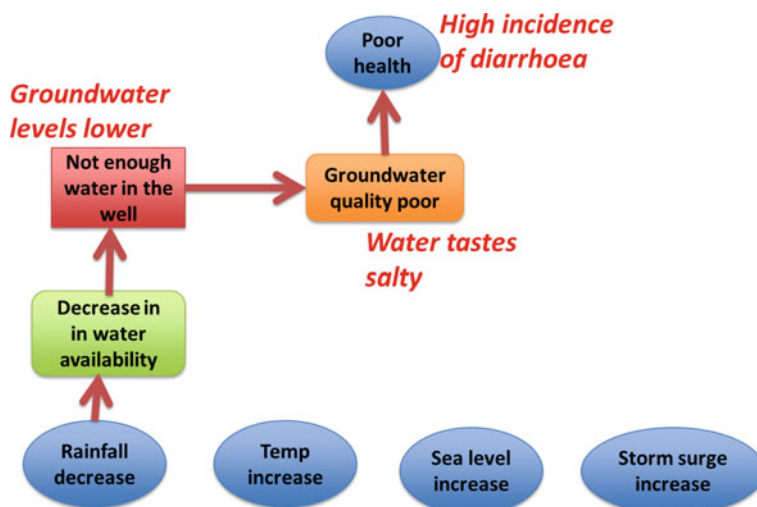 Poor
health
High incidence
of diarrhoea
Groundwater
levels lower
Not enough
water in the
well
Groundwater
quality poor
Water tastes
salty
Decrease in
in water
availability
Rainfall
decrease
Temp
increase
Sea level
increase
Storm surge
increase